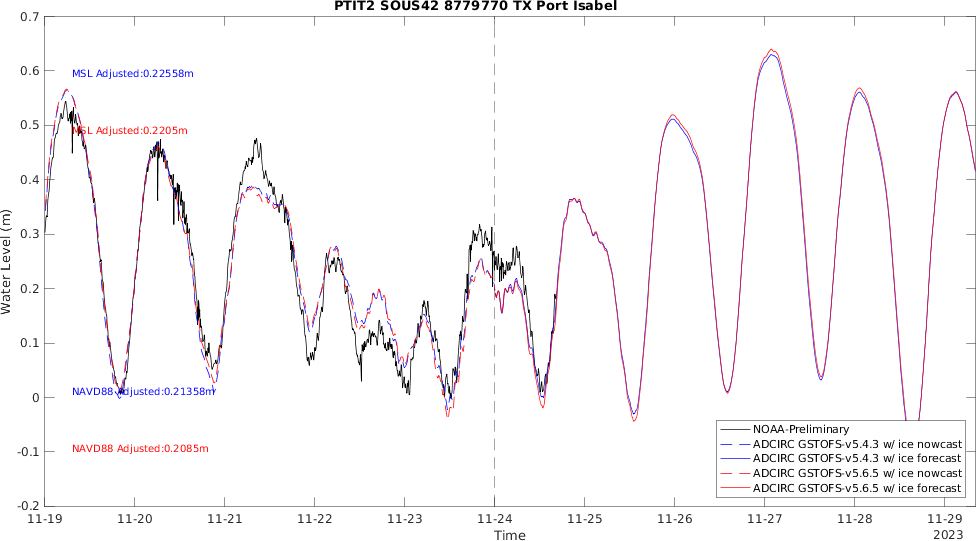 PTIT2 SOUS42 8779770 TX Port Isabel
0.7
0.6
0.5
0.4
0.3
0.2
0.1
0
-0.1
-0.2
Water Level (m)
MSL Adjusted:0.22558m
MSL Adjusted:0.2205m
NAVD88 Adjusted:0.21358m
NAVD88 Adjusted:0.2085m
NOAA-Preliminary
ADCIRC GSTOFS-v5.4.3 w/ ice nowcast
ADCIRC GSTOFS-v5.4.3 w/ ice forecast
ADCIRC GSTOFS-v5.6.5 w/ ice nowcast
ADCIRC GSTOFS-v5.6.5 w/ ice forecast
11-19 11-20 11-21 11-22 11-23 11-24 11-25 11-26 11-27 11-28 11-29
Time
2023